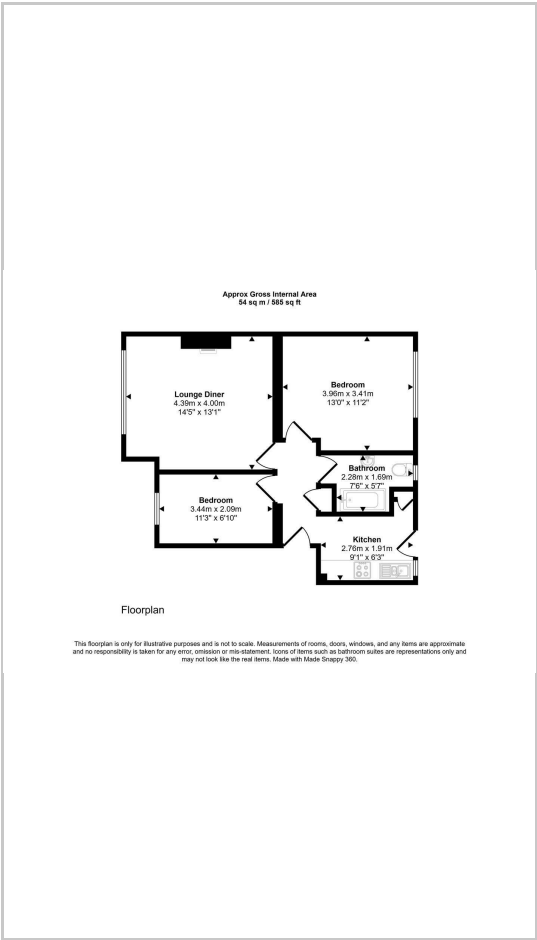 Approx Gross Internal Area
54 sq m / 585 sq ft
Lounge Diner
4.39m x 4.00m
14'5" x 13'1"
Bedroom
3.96m x 3.41m
13'0" x 11'2"
Bathroom
2.28m x 1.69m
7'6" x 5'7"
Bedroom
3.44m x 2.09m
11'3" x 6'10"
Kitchen
2.76m x 1.91m
9'1" x 6'3"
Floorplan
This floorplan is only for illustrative purposes and is not to scale. Measurements of rooms, doors, windows, and any items are approximate
and no responsibility is taken for any error, omission or mis-statement. Icons of items such as bathroom suites are representations only and
may not look like the real items. Made with Made Snappy 360.